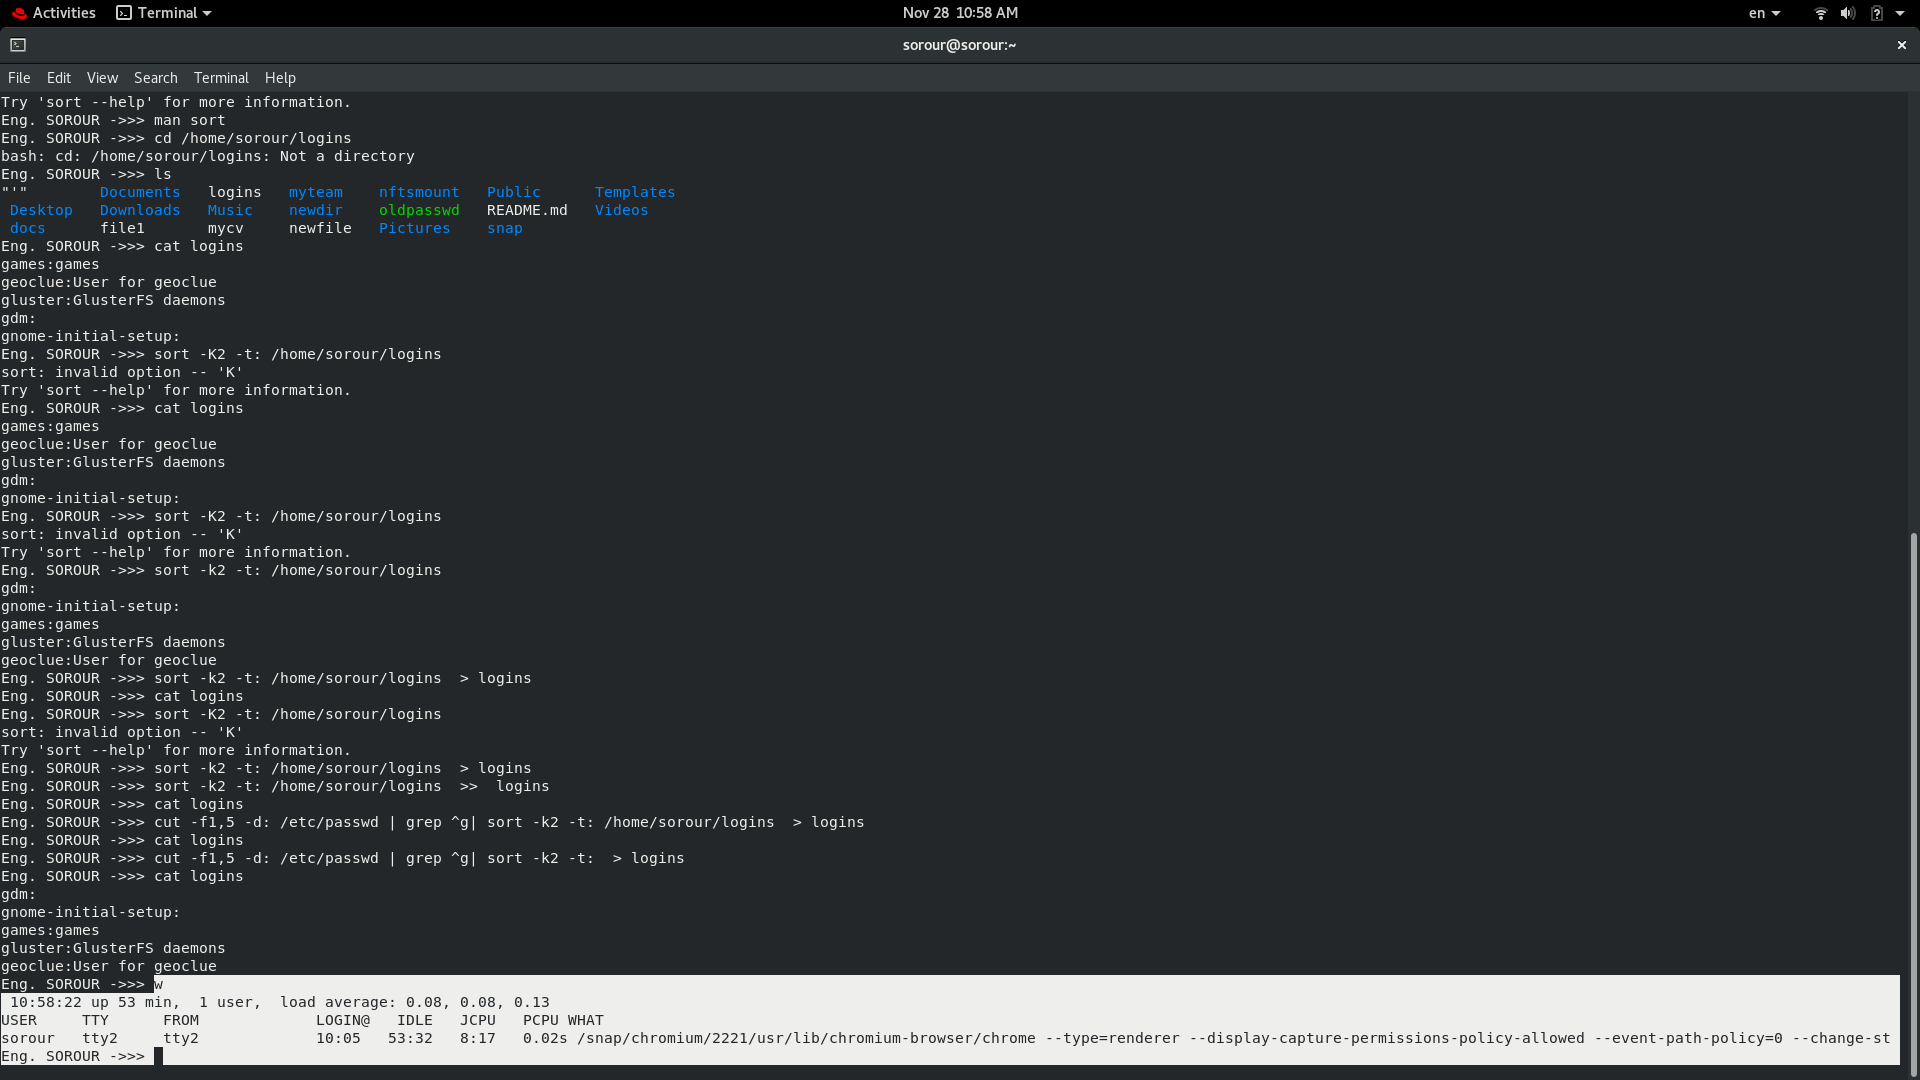 Activities Terminal Nov 28 10:58 AM en
sorour@sorour:~
File Edit View Search Terminal Help
Try 'sort --help' for more information.
Eng. SOROUR ->>> man sort
Eng. SOROUR ->>> cd /home/sorour/logins
bash: cd: /home/sorour/logins: Not a directory
Eng. SOROUR ->>> ls
"'" Documents logins myteam nftsmount Public Templates
Desktop Downloads Music newdir oldpasswd README.md Videos
docs file1 mycv newfile Pictures snap
Eng. SOROUR ->>> cat logins
games:games
geoclue:User for geoclue
gluster:GlusterFS daemons
gdm:
gnome-initial-setup:
Eng. SOROUR ->>> sort -K2 -t: /home/sorour/logins
sort: invalid option -- 'K'
Try 'sort --help' for more information.
Eng. SOROUR ->>> cat logins
games:games
geoclue:User for geoclue
gluster:GlusterFS daemons
gdm:
gnome-initial-setup:
Eng. SOROUR ->>> sort -K2 -t: /home/sorour/logins
sort: invalid option -- 'K'
Try 'sort --help' for more information.
Eng. SOROUR ->>> sort -k2 -t: /home/sorour/logins
gdm:
gnome-initial-setup:
games:games
gluster:GlusterFS daemons
geoclue:User for geoclue
Eng. SOROUR ->>> sort -k2 -t: /home/sorour/logins  > logins
Eng. SOROUR ->>> cat logins
Eng. SOROUR ->>> sort -K2 -t: /home/sorour/logins
sort: invalid option -- 'K'
Try 'sort --help' for more information.
Eng. SOROUR ->>> sort -k2 -t: /home/sorour/logins  > logins
Eng. SOROUR ->>> sort -k2 -t: /home/sorour/logins  >>  logins
Eng. SOROUR ->>> cat logins
Eng. SOROUR ->>> cut -f1,5 -d: /etc/passwd | grep ^g| sort -k2 -t: /home/sorour/logins  > logins
Eng. SOROUR ->>> cat logins
Eng. SOROUR ->>> cut -f1,5 -d: /etc/passwd | grep ^g| sort -k2 -t:  > logins
Eng. SOROUR ->>> cat logins
gdm:
gnome-initial-setup:
games:games
gluster:GlusterFS daemons
geoclue:User for geoclue
Eng. SOROUR ->>> w
10:58:22 up 53 min,  1 user,  load average: 0.08, 0.08, 0.13
USER TTY FROM LOGIN@ IDLE JCPU PCPU WHAT
sorour tty2 tty2 10:05 53:32 8:17 0.02s /snap/chromium/2221/usr/lib/chromium-browser/chrome --type=renderer --display-capture-permissions-policy-allowed --event-path-policy=0 --change-st
Eng. SOROUR ->>>